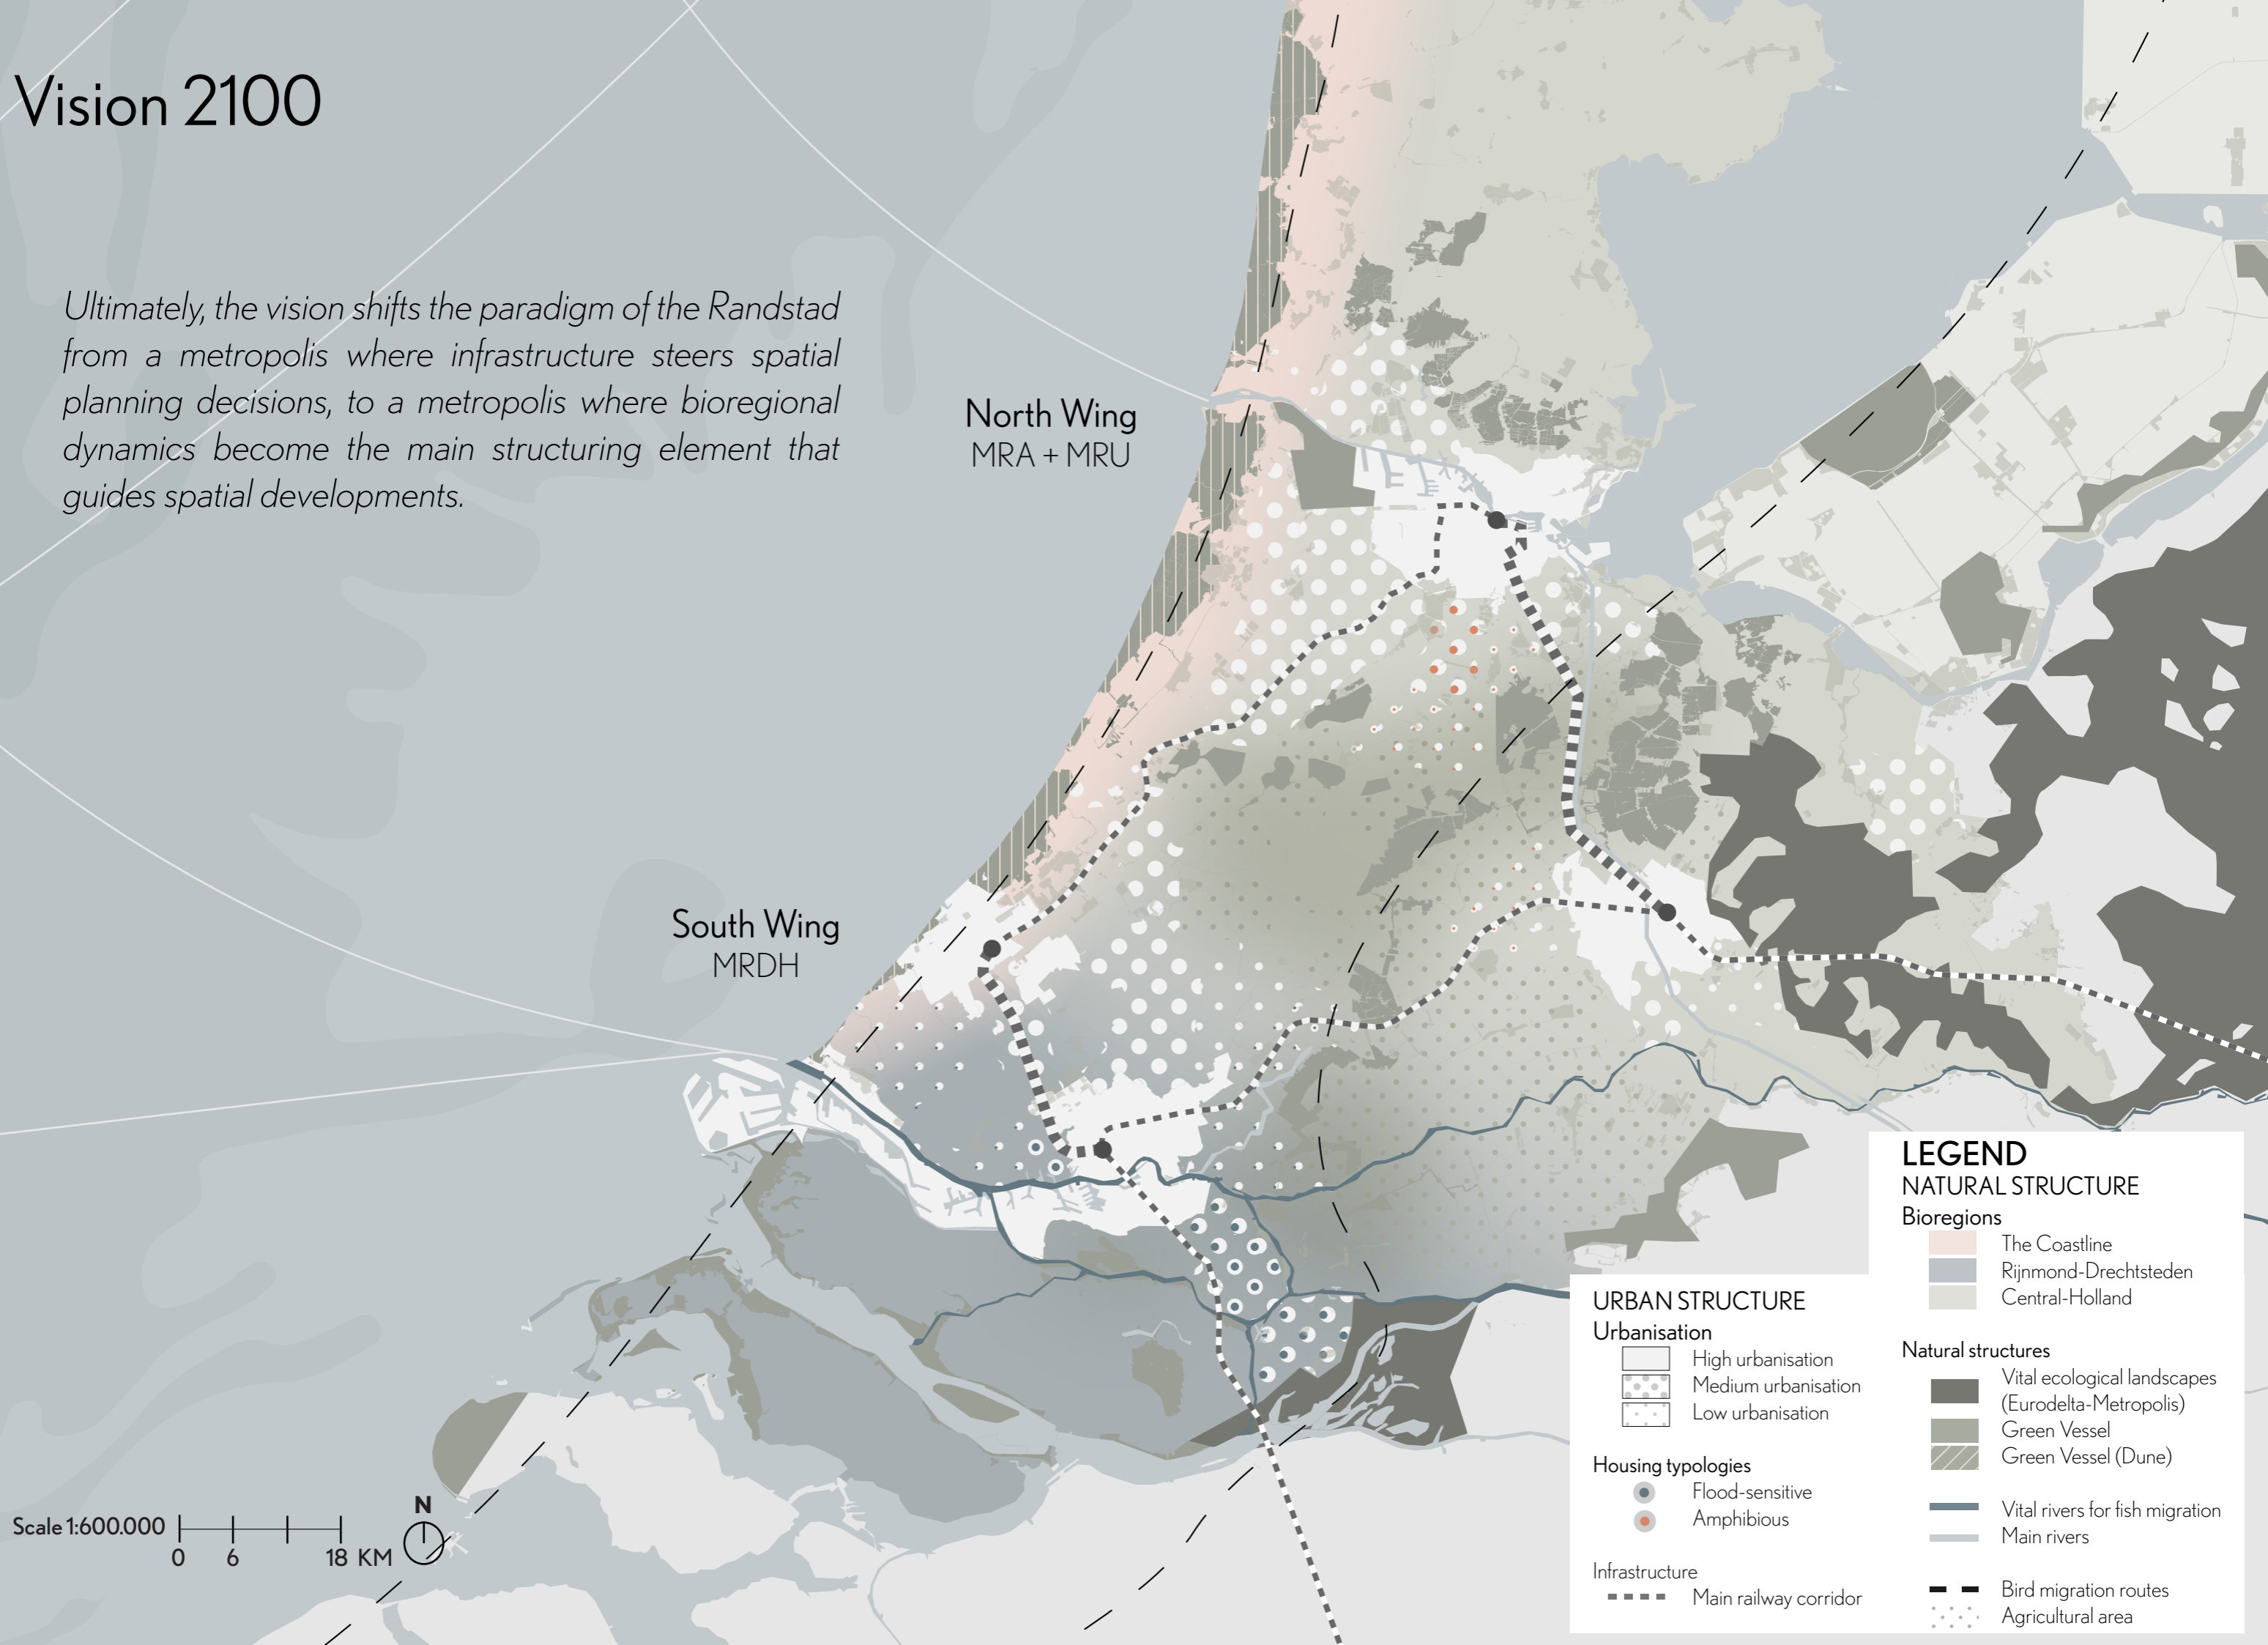 Vision 2100
Ultimately, the vision shifts the paradigm of the Randstad
from a metropolis where infrastructure steers spatial
planning decisions, to a metropolis where bioregional
dynamics become the main structuring element that
guides spatial developments.
North Wing
MRA + MRU
South Wing
MRDH
Scale 1:600.000
0 6 18 KM
N
URBAN STRUCTURE
Urbanisation
High urbanisation
Medium urbanisation
Low urbanisation
Housing typologies
Flood-sensitive
Amphibious
Infrastructure
Main railway corridor
LEGEND
NATURAL STRUCTURE
Bioregions
The Coastline
Rijnmond-Drechtsteden
Central-Holland
Natural structures
Vital ecological landscapes
(Eurodelta-Metropolis)
Green Vessel
Green Vessel (Dune)
Vital rivers for fish migration
Main rivers
Bird migration routes
Agricultural area